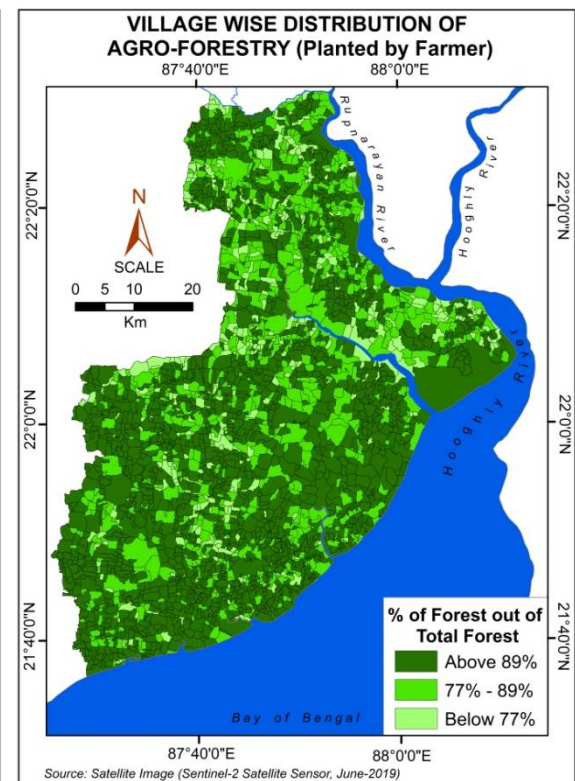 VILLAGE WISE DISTRIBUTION OF
AGRO-FORESTRY (Planted by Farmer)
87°40'0"E
88°0'0"E
Rupnarayan River
Hooghly River
22°20'0"N
22°20'0"N
N
SCALE
0 5 10 20
Km
22°0'0"N
22°0'0"N
Hooghly River
21°40'0"N
21°40'0"N
% of Forest out of
Total Forest
Above 89%
77% - 89%
Below 77%
Bay of Bengal
87°40'0"E
88°0'0"E
Source: Satellite Image (Sentinel-2 Satellite Sensor, June-2019)